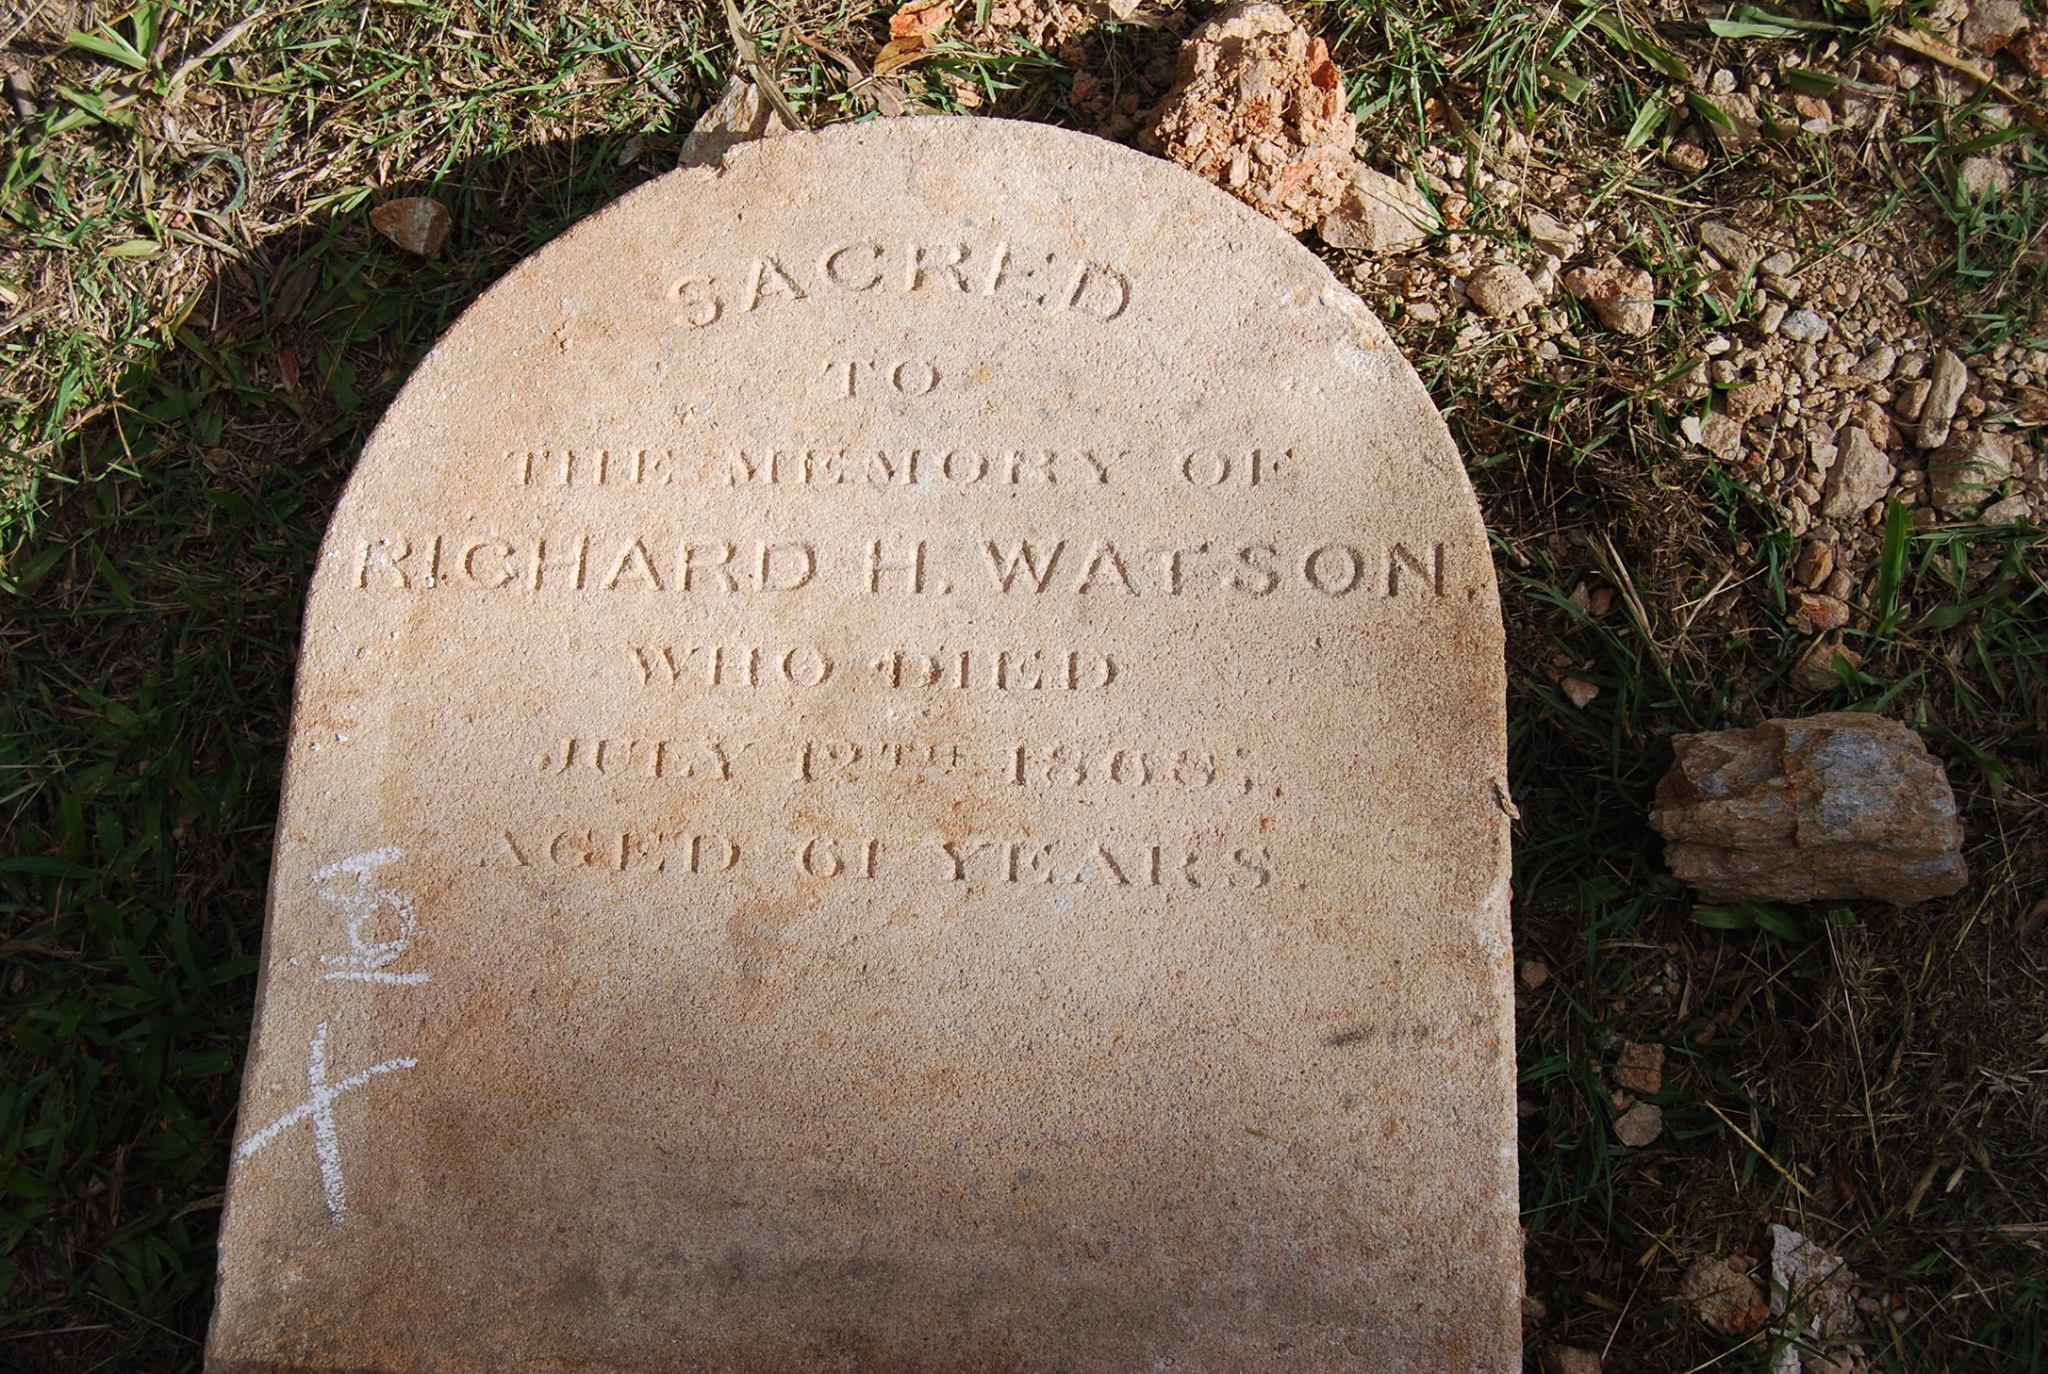 SACRED
TO
THE MEMORY OF
RICHARD H. WATSON,
WHO DIED
JULY 12TH 1868;
AGED 61 YEARS